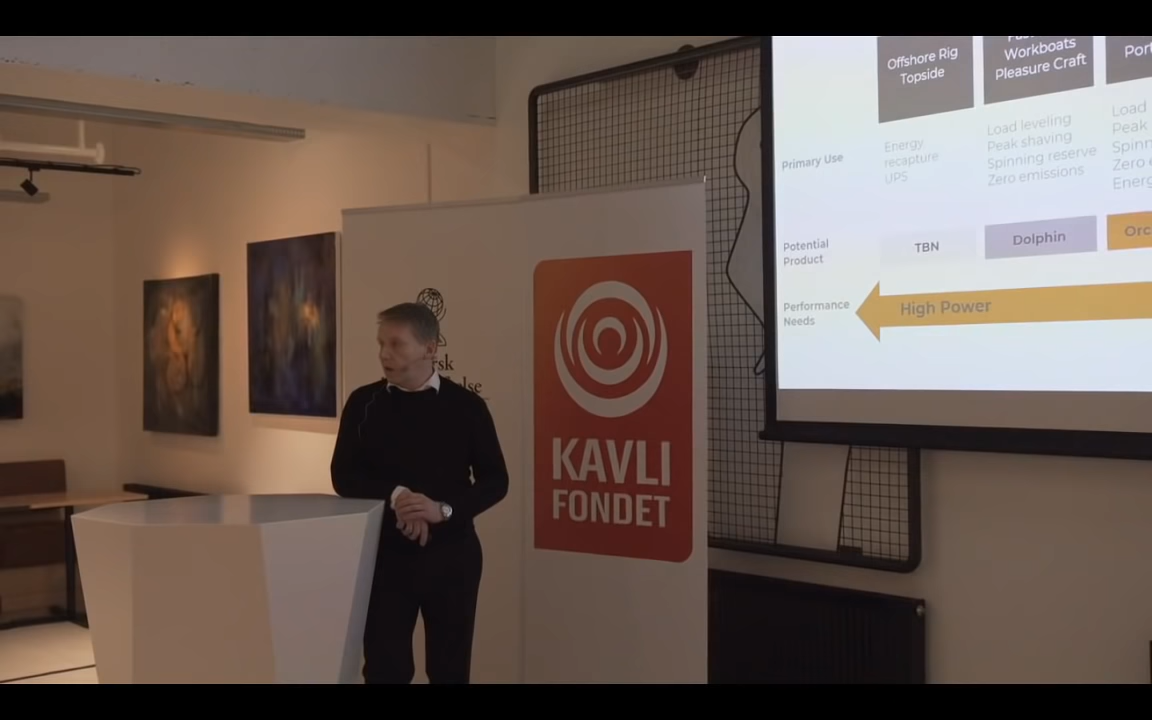 Offshore Rig
Topside
Workboats
Pleasure Craft
Primary Use
Energy
recapture
UPS
Load leveling
Peak shaving
Spinning reserve
Zero emissions
Load
Peak
Potential
Product
TBN
Dolphin
Performance
Needs
High Power
KAVLI
FONDET